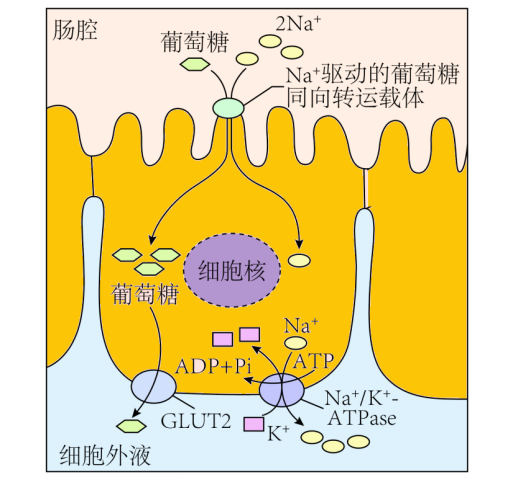 肠腔
2Na⁺
葡萄糖
Na⁺驱动的葡萄糖
同向转运载体
细胞核
葡萄糖
Na⁺
ADP+Pi
ATP
Na⁺/K⁺-
ATPase
GLUT2
K⁺
细胞外液